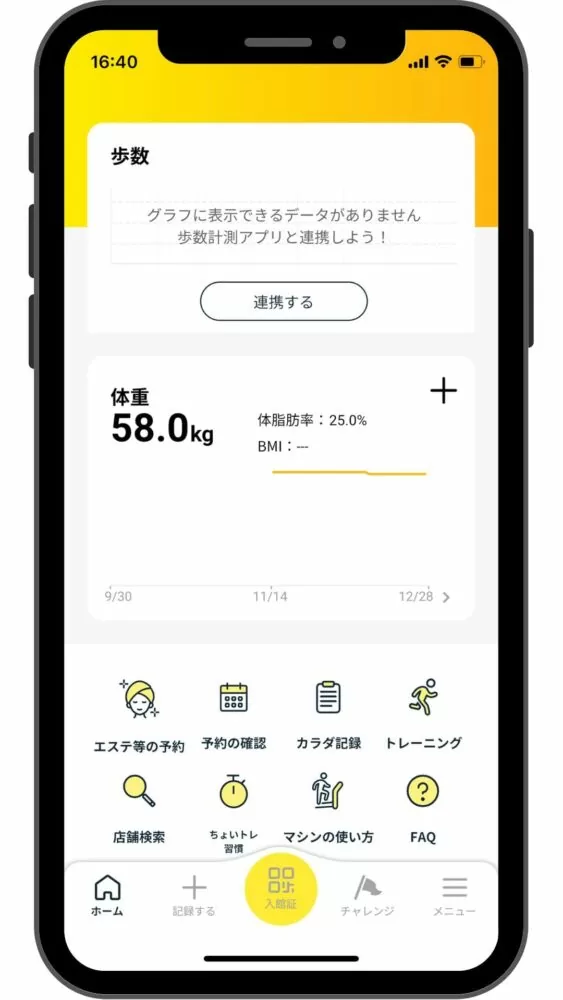 16:40
歩数
グラフに表示できるデータがありません
歩数計測アプリと連携しよう！
連携する
体重
58.0kg
体脂肪率：25.0%
BMI：---
9/30 11/14 12/28
エステ等の予約 予約の確認 カラダ記録 トレーニング
店舗検索 ちょいトレ マシンの使い方 FAQ
習慣
ホーム 記録する 入館証 チャレンジ メニュー